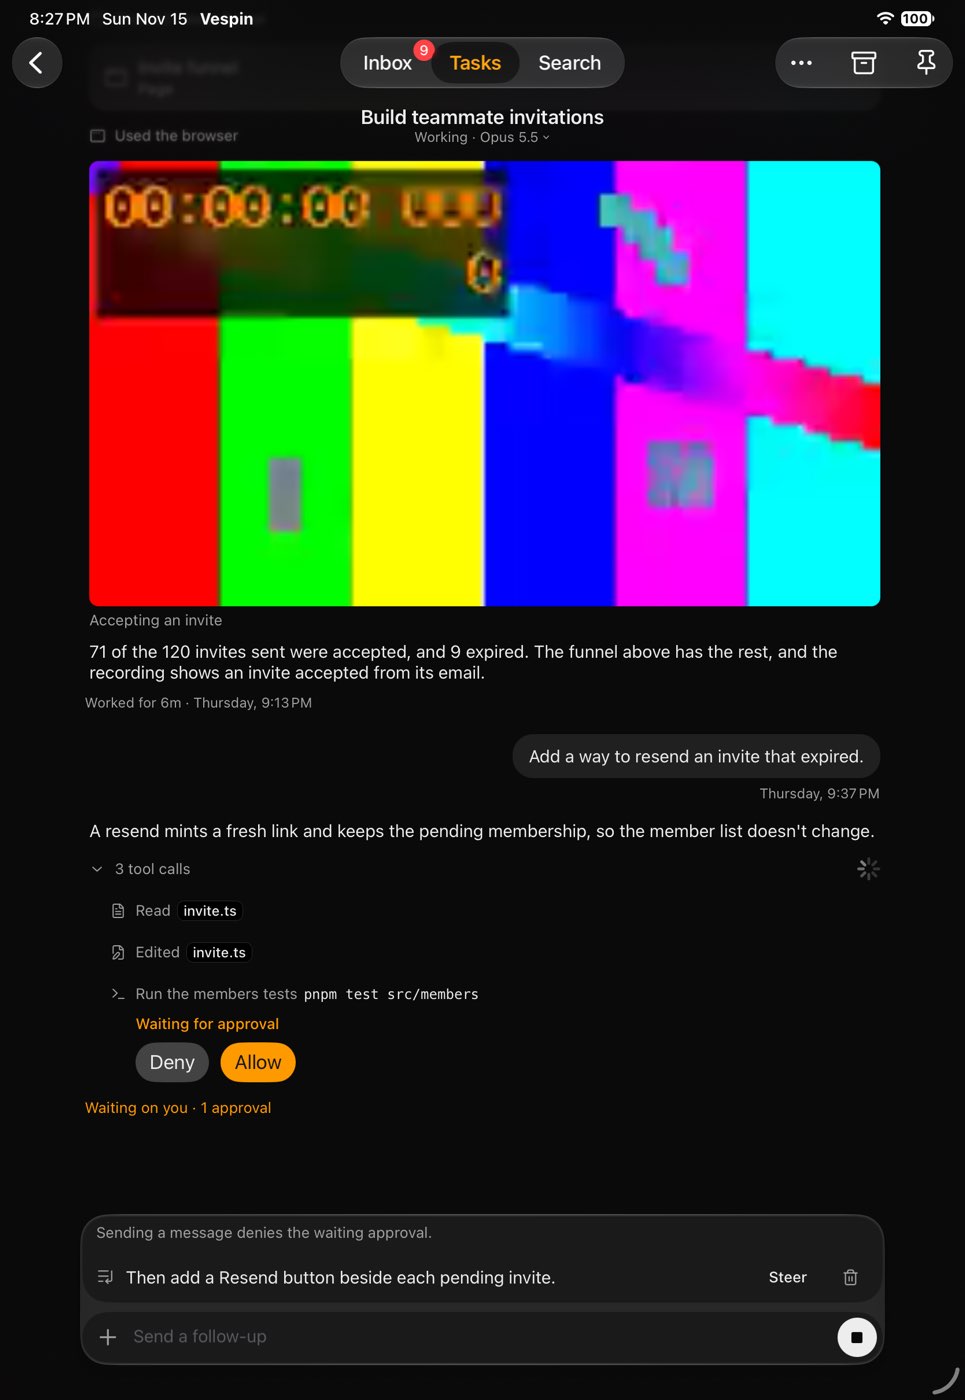 8:27 PM Sun Nov 15 Vespin
100
Inbox
9
Tasks
Search
Invite funnel
Page
Build teammate invitations
Working · Opus 5.5
Used the browser
00:00:00
0
Accepting an invite
71 of the 120 invites sent were accepted, and 9 expired. The funnel above has the rest, and the
recording shows an invite accepted from its email.
Worked for 6m · Thursday, 9:13 PM
Add a way to resend an invite that expired.
Thursday, 9:37 PM
A resend mints a fresh link and keeps the pending membership, so the member list doesn't change.
3 tool calls
Read invite.ts
Edited invite.ts
Run the members tests pnpm test src/members
Waiting for approval
Deny
Allow
Waiting on you · 1 approval
Sending a message denies the waiting approval.
Then add a Resend button beside each pending invite.
Steer
Send a follow-up